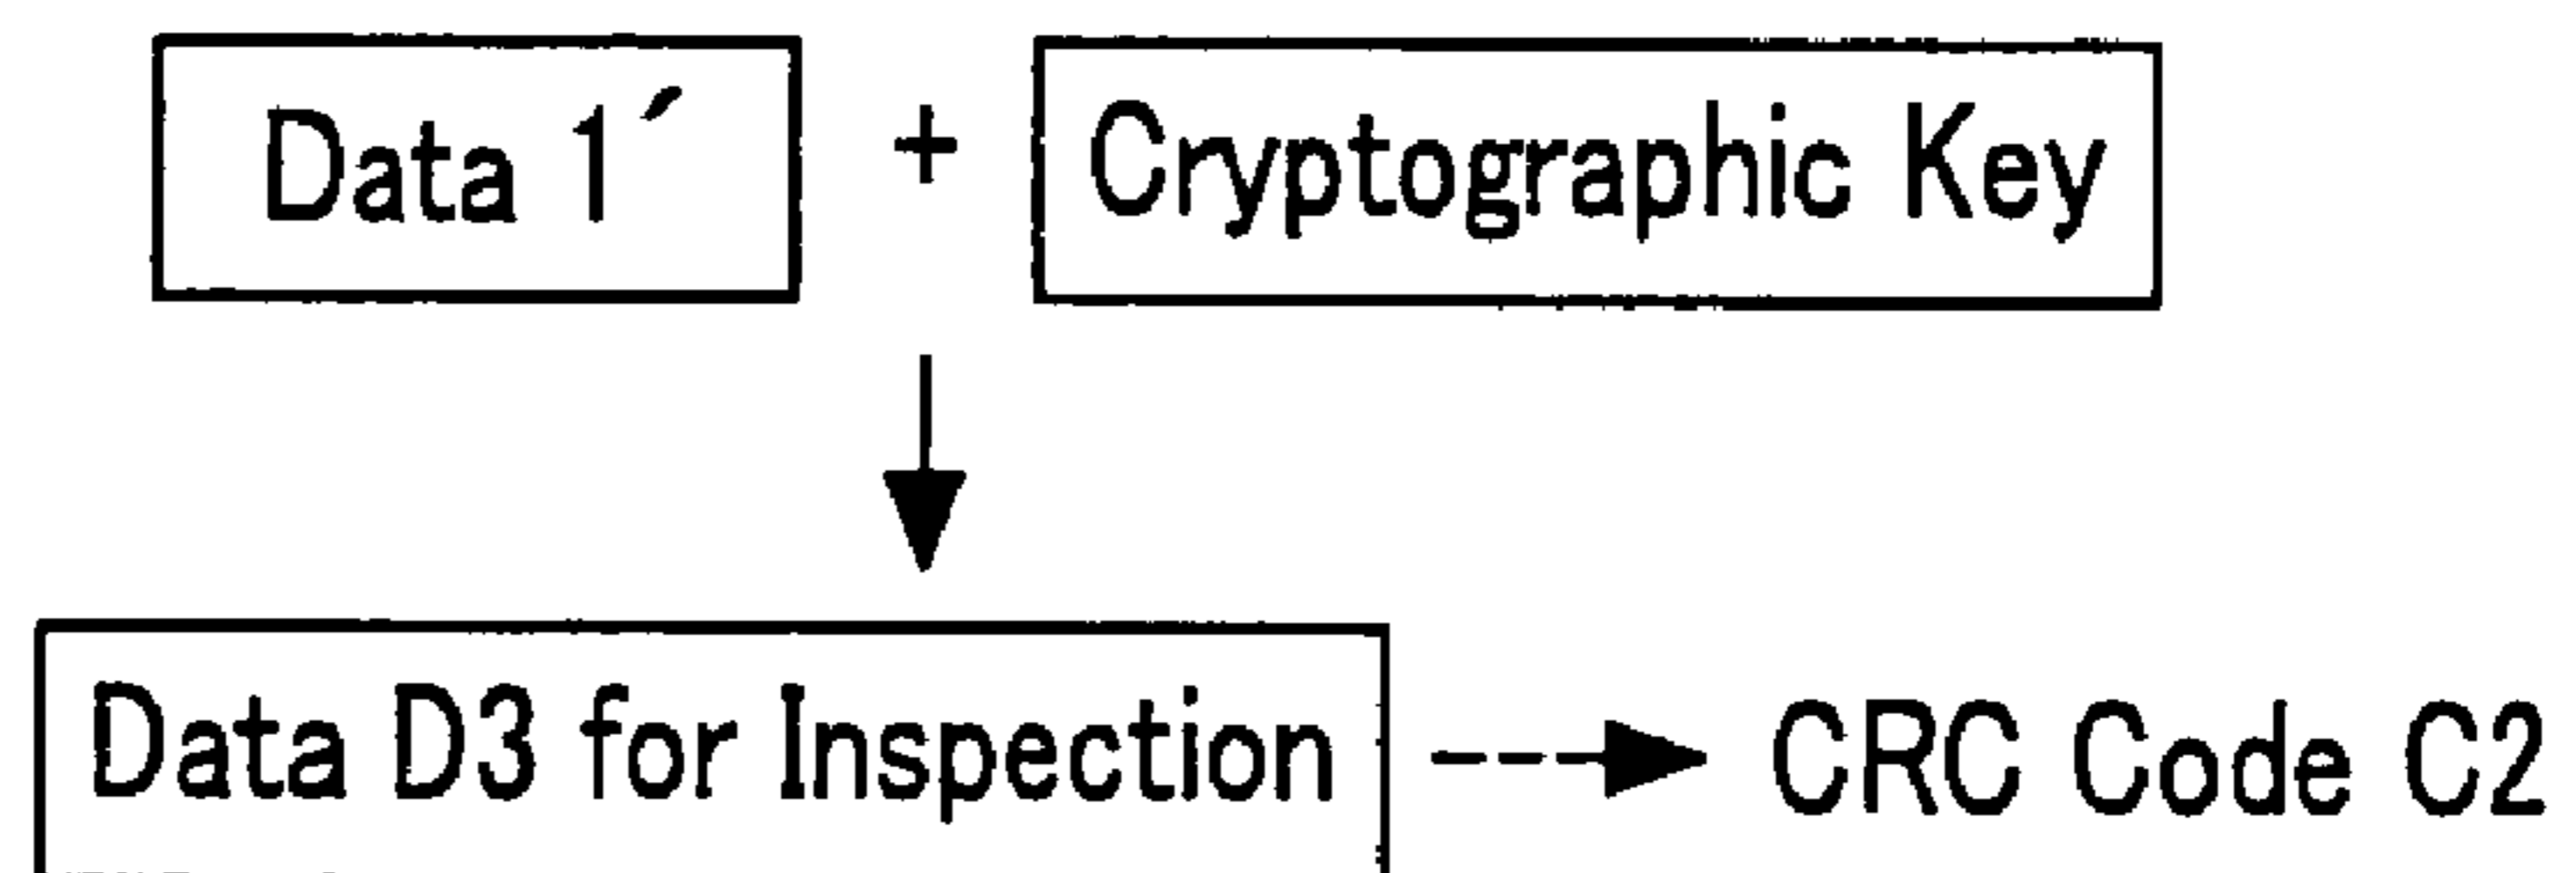 Data 1´ + Cryptographic Key
Data D3 for Inspection CRC Code C2